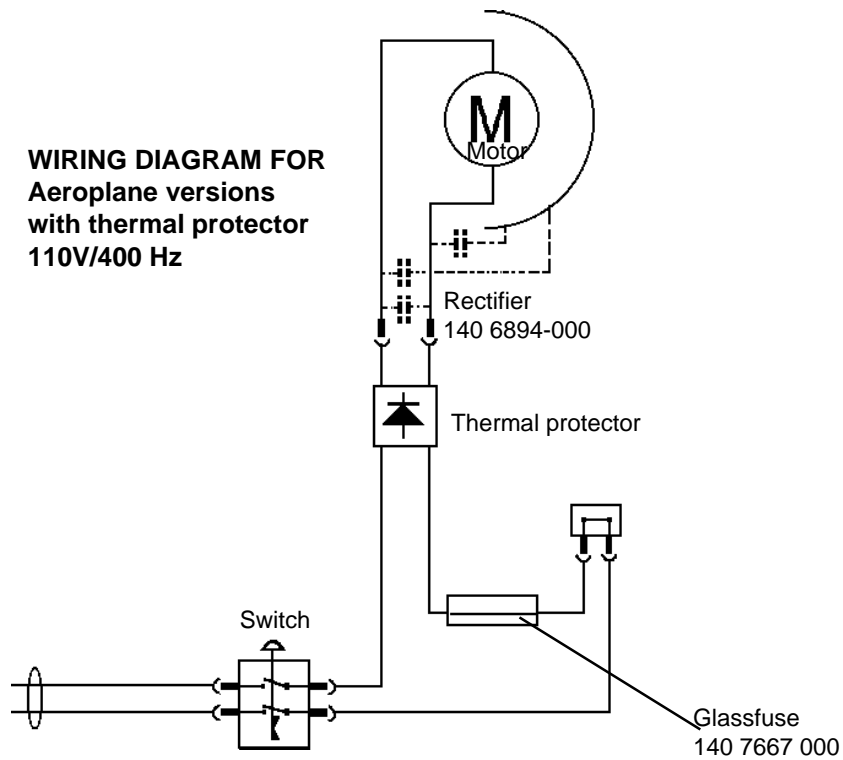 WIRING DIAGRAM FOR
Aeroplane versions
with thermal protector
110V/400 Hz
M
Motor
Rectifier
140 6894-000
Thermal protector
Switch
Glassfuse
140 7667 000